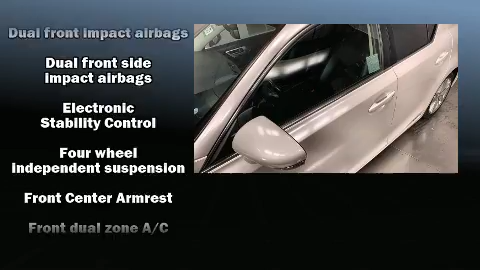 Dual front impact airbags
Dual front side
impact airbags
Electronic
Stability Control
Four wheel
independent suspension
Front Center Armrest
Front dual zone A/C